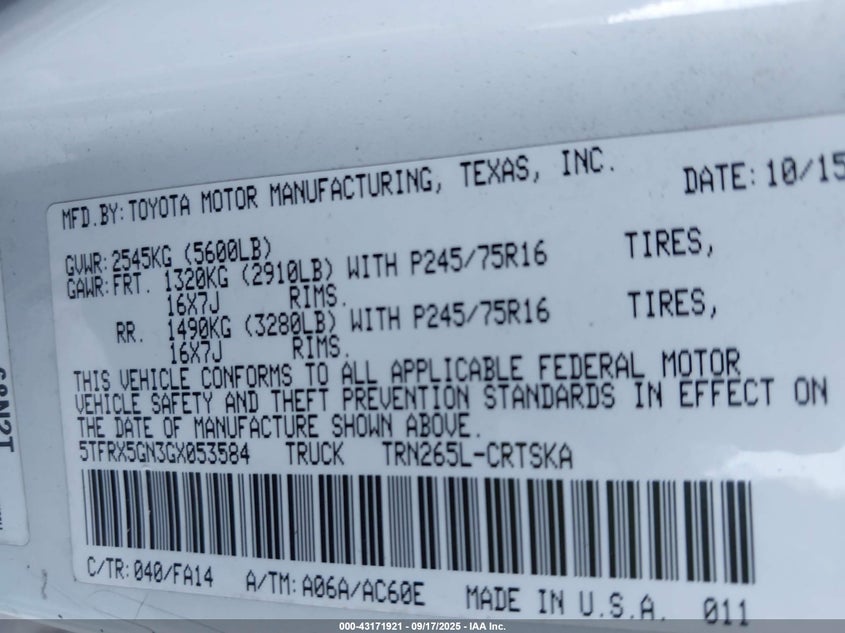 MFD.BY:TOYOTA MOTOR MANUFACTURING, TEXAS, INC. DATE:10/15
GVWR:2545KG (5600LB)
GAWR:FRT. 1320KG (2910LB) WITH P245/75R16 TIRES,
16X7J RIMS.
RR. 1490KG (3280LB) WITH P245/75R16 TIRES,
16X7J RIMS.
THIS VEHICLE CONFORMS TO ALL APPLICABLE FEDERAL MOTOR
VEHICLE SAFETY AND THEFT PREVENTION STANDARDS IN EFFECT ON
THE DATE OF MANUFACTURE SHOWN ABOVE.
5TFRX5GN3GX053584 TRUCK TRN265L-CRTSKA
C/TR:040/FA14 A/TM:A06A/AC60E MADE IN U.S.A. 011
000-43171921 - 09/17/2025 - IAA Inc.